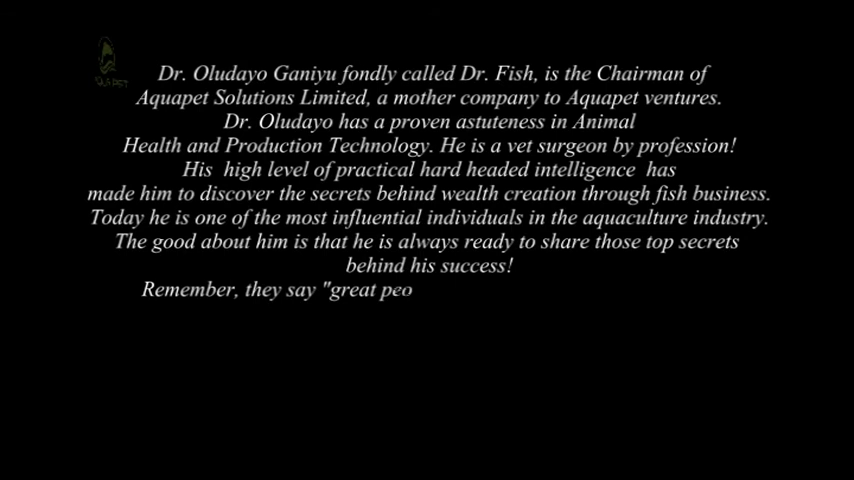 Dr. Oludayo Ganiyu fondly called Dr. Fish, is the Chairman of
Aquapet Solutions Limited, a mother company to Aquapet ventures.
Dr. Oludayo has a proven astuteness in Animal
Health and Production Technology. He is a vet surgeon by profession!
His high level of practical hard headed intelligence has
made him to discover the secrets behind wealth creation through fish business.
Today he is one of the most influential individuals in the aquaculture industry.
The good about him is that he is always ready to share those top secrets
behind his success!
Remember, they say "great peo